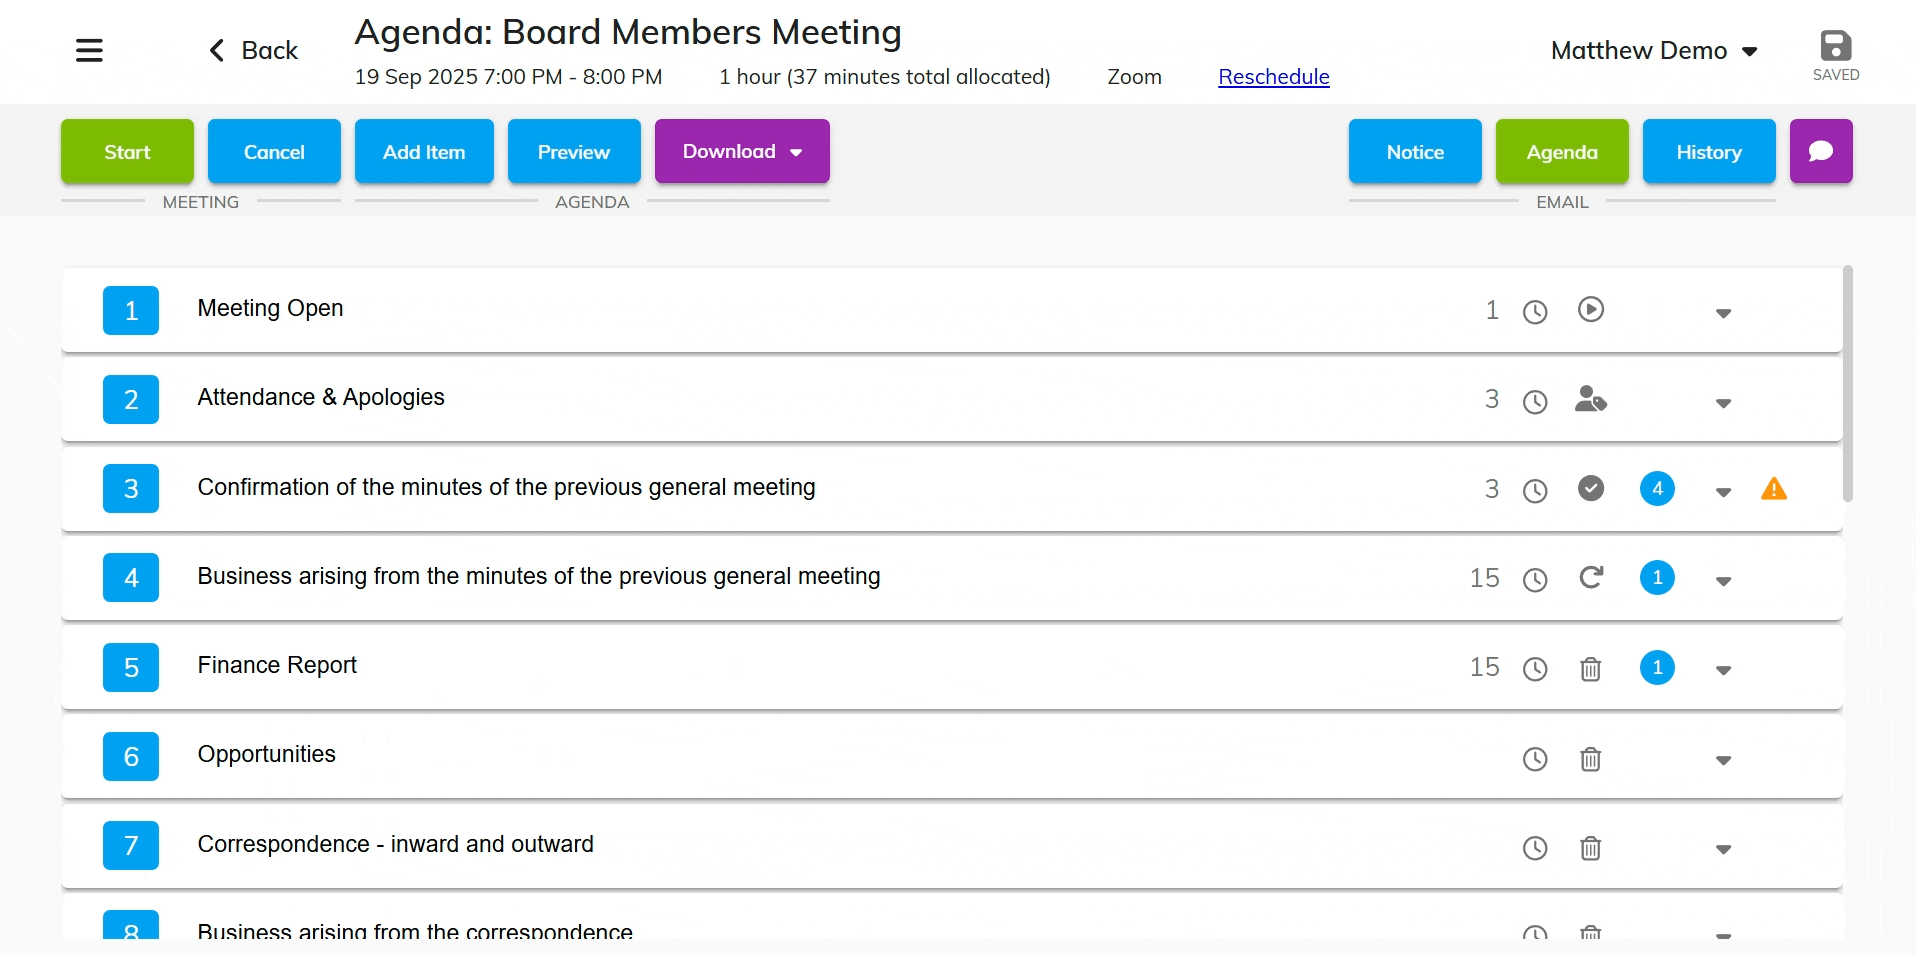 Agenda: Board Members Meeting
Back
Matthew Demo
19 Sep 2025 7:00 PM - 8:00 PM 1 hour (37 minutes total allocated) Zoom Reschedule
SAVED
Start Cancel Add Item Preview Download Notice Agenda History
MEETING AGENDA EMAIL
1 Meeting Open 1
2 Attendance & Apologies 3
3 Confirmation of the minutes of the previous general meeting 3 4
4 Business arising from the minutes of the previous general meeting 15 1
5 Finance Report 15 1
6 Opportunities
7 Correspondence - inward and outward
8 Business arising from the correspondence